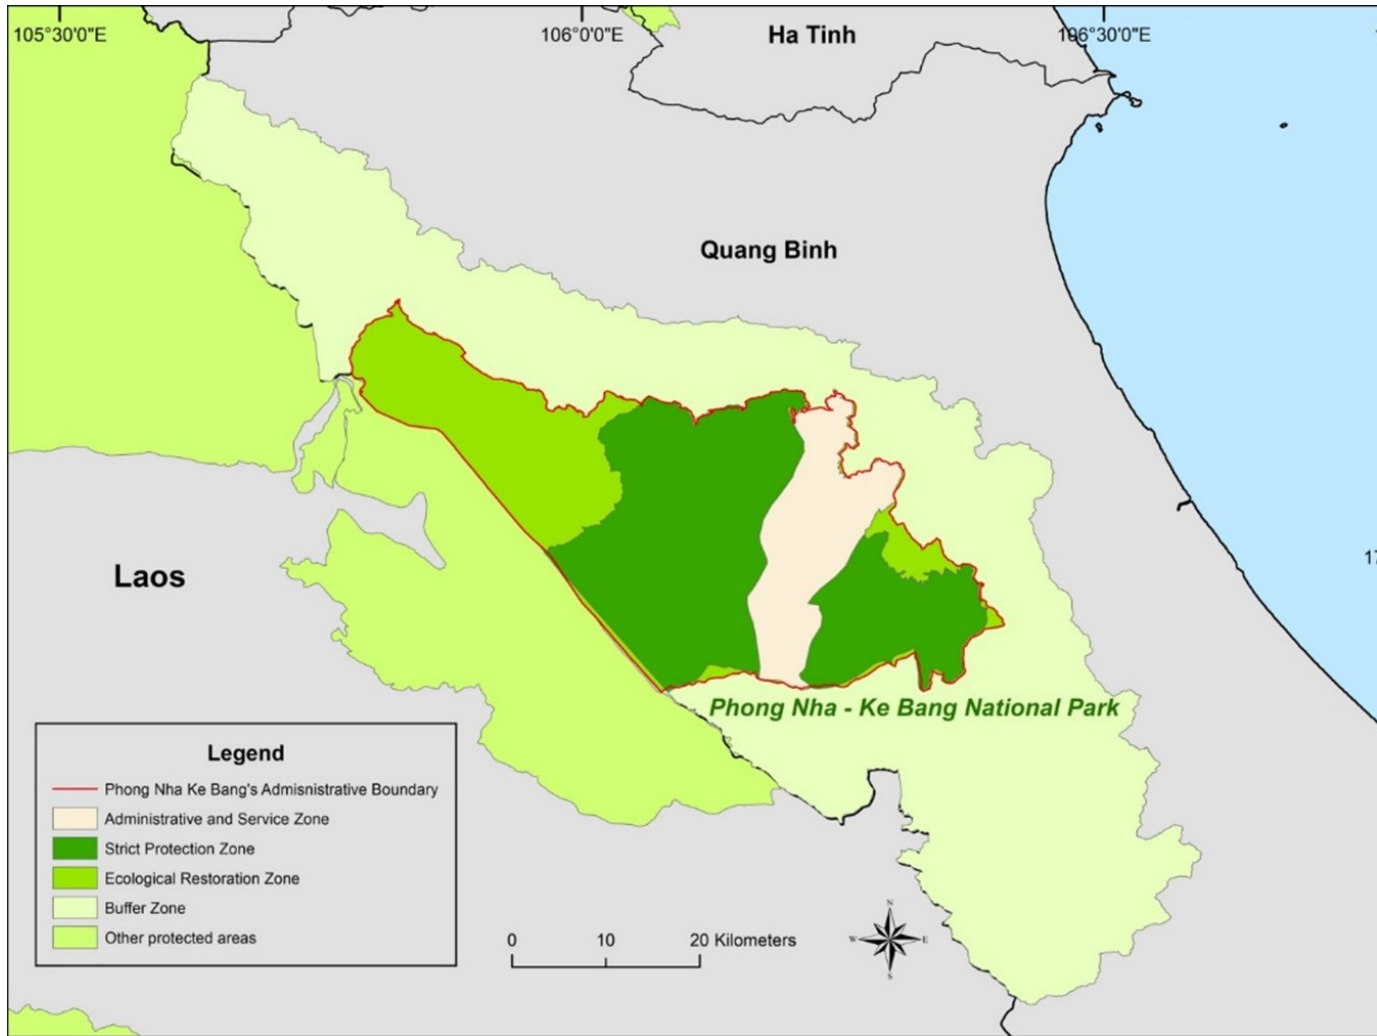 105°30'0"E
106°0'0"E
106°30'0"E
Ha Tinh
Quang Binh
17
Laos
Phong Nha - Ke Bang National Park
Legend
Phong Nha Ke Bang's Admisnistrative Boundary
Administrative and Service Zone
Strict Protection Zone
Ecological Restoration Zone
Buffer Zone
Other protected areas
0 10 20 Kilometers
N
W E
S